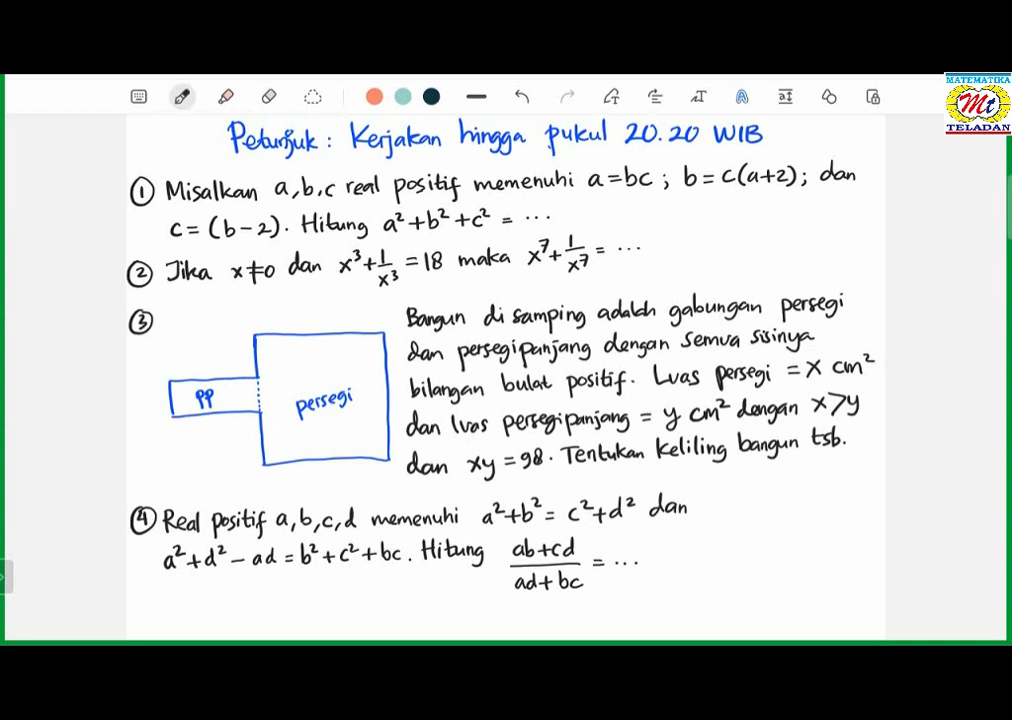 MATEMATIKA
Mt
TELADAN
Petunjuk : Kerjakan hingga pukul 20.20 WIB
① Misalkan a,b,c real positif memenuhi a=bc ; b= c(a+2); dan
c= (b-2). Hitung a²+b²+c² = ...
② Jika x≠0 dan x³+1/x³ =18 maka x⁷+1/x⁷= ...
③
Bangun di samping adalah gabungan persegi
dan persegipanjang dengan semua sisinya
bilangan bulat positif. Luas persegi = x cm²
dan luas persegipanjang = y cm² dengan x>y
dan xy =98. Tentukan keliling bangun tsb.
PP
persegi
④ Real positif a,b,c,d memenuhi a²+b²= c²+d² dan
a²+d²-ad=b²+c²+bc. Hitung ab+cd/ad+bc = ...